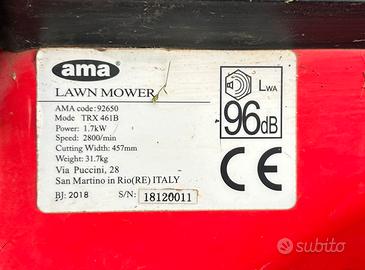 ama
LAWN MOWER
AMA code:92650
Mode TRX 461B
Power: 1.7kW
Speed: 2800/min
Cutting Width: 457mm
Weight: 31.7kg
Via Puccini, 28
San Martino in Rio(RE) ITALY
BJ: 2018 S/N: 18120011
LWA
96dB
CE
subito